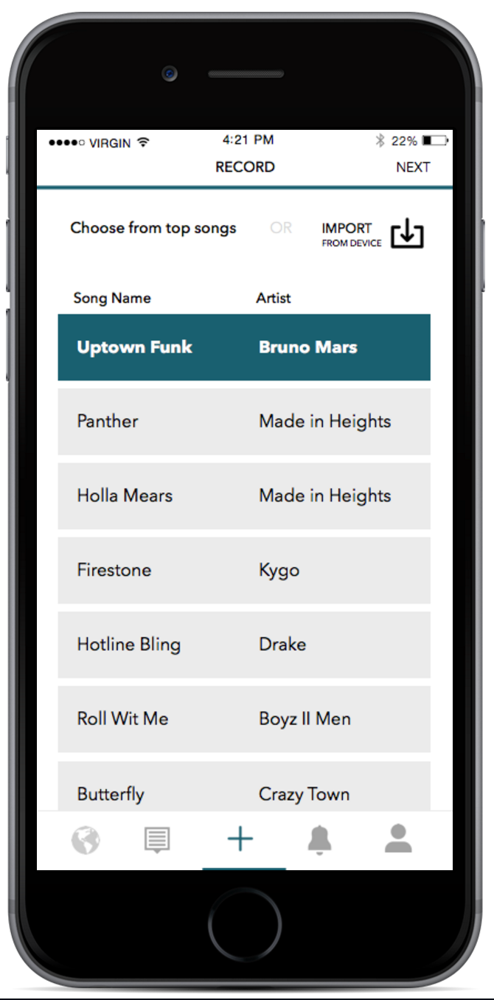 VIRGIN 4:21 PM 22%
RECORD NEXT
Choose from top songs OR IMPORT
FROM DEVICE
Song Name Artist
Uptown Funk Bruno Mars
Panther Made in Heights
Holla Mears Made in Heights
Firestone Kygo
Hotline Bling Drake
Roll Wit Me Boyz II Men
Butterfly Crazy Town